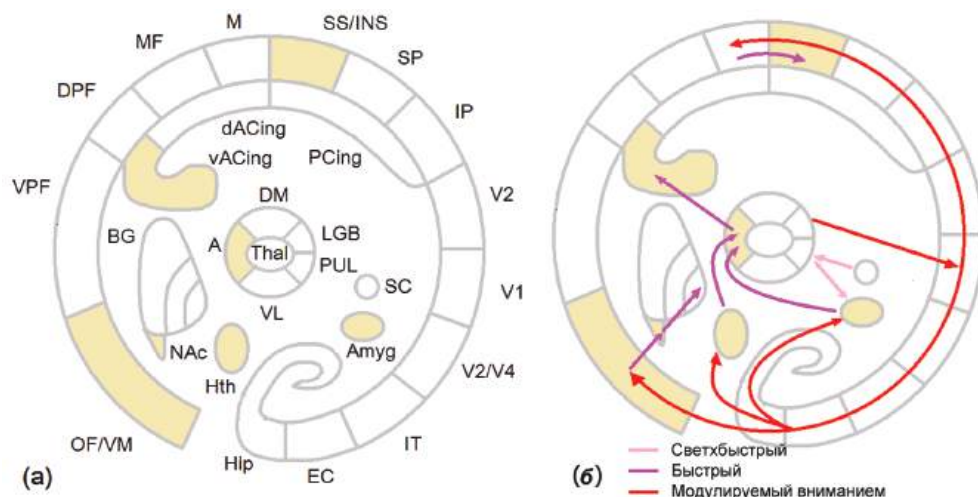 M
SS/INS
MF
SP
DPF
IP
dACing
vACing
PCing
VPF
DM
V2
BG
A
Thal
LGB
PUL
SC
V1
VL
NAc
Amyg
Hth
V2/V4
OF/VM
IT
Hip
EC
(а)
(б)
Светхбыстрый
Быстрый
Модулируемый вниманием